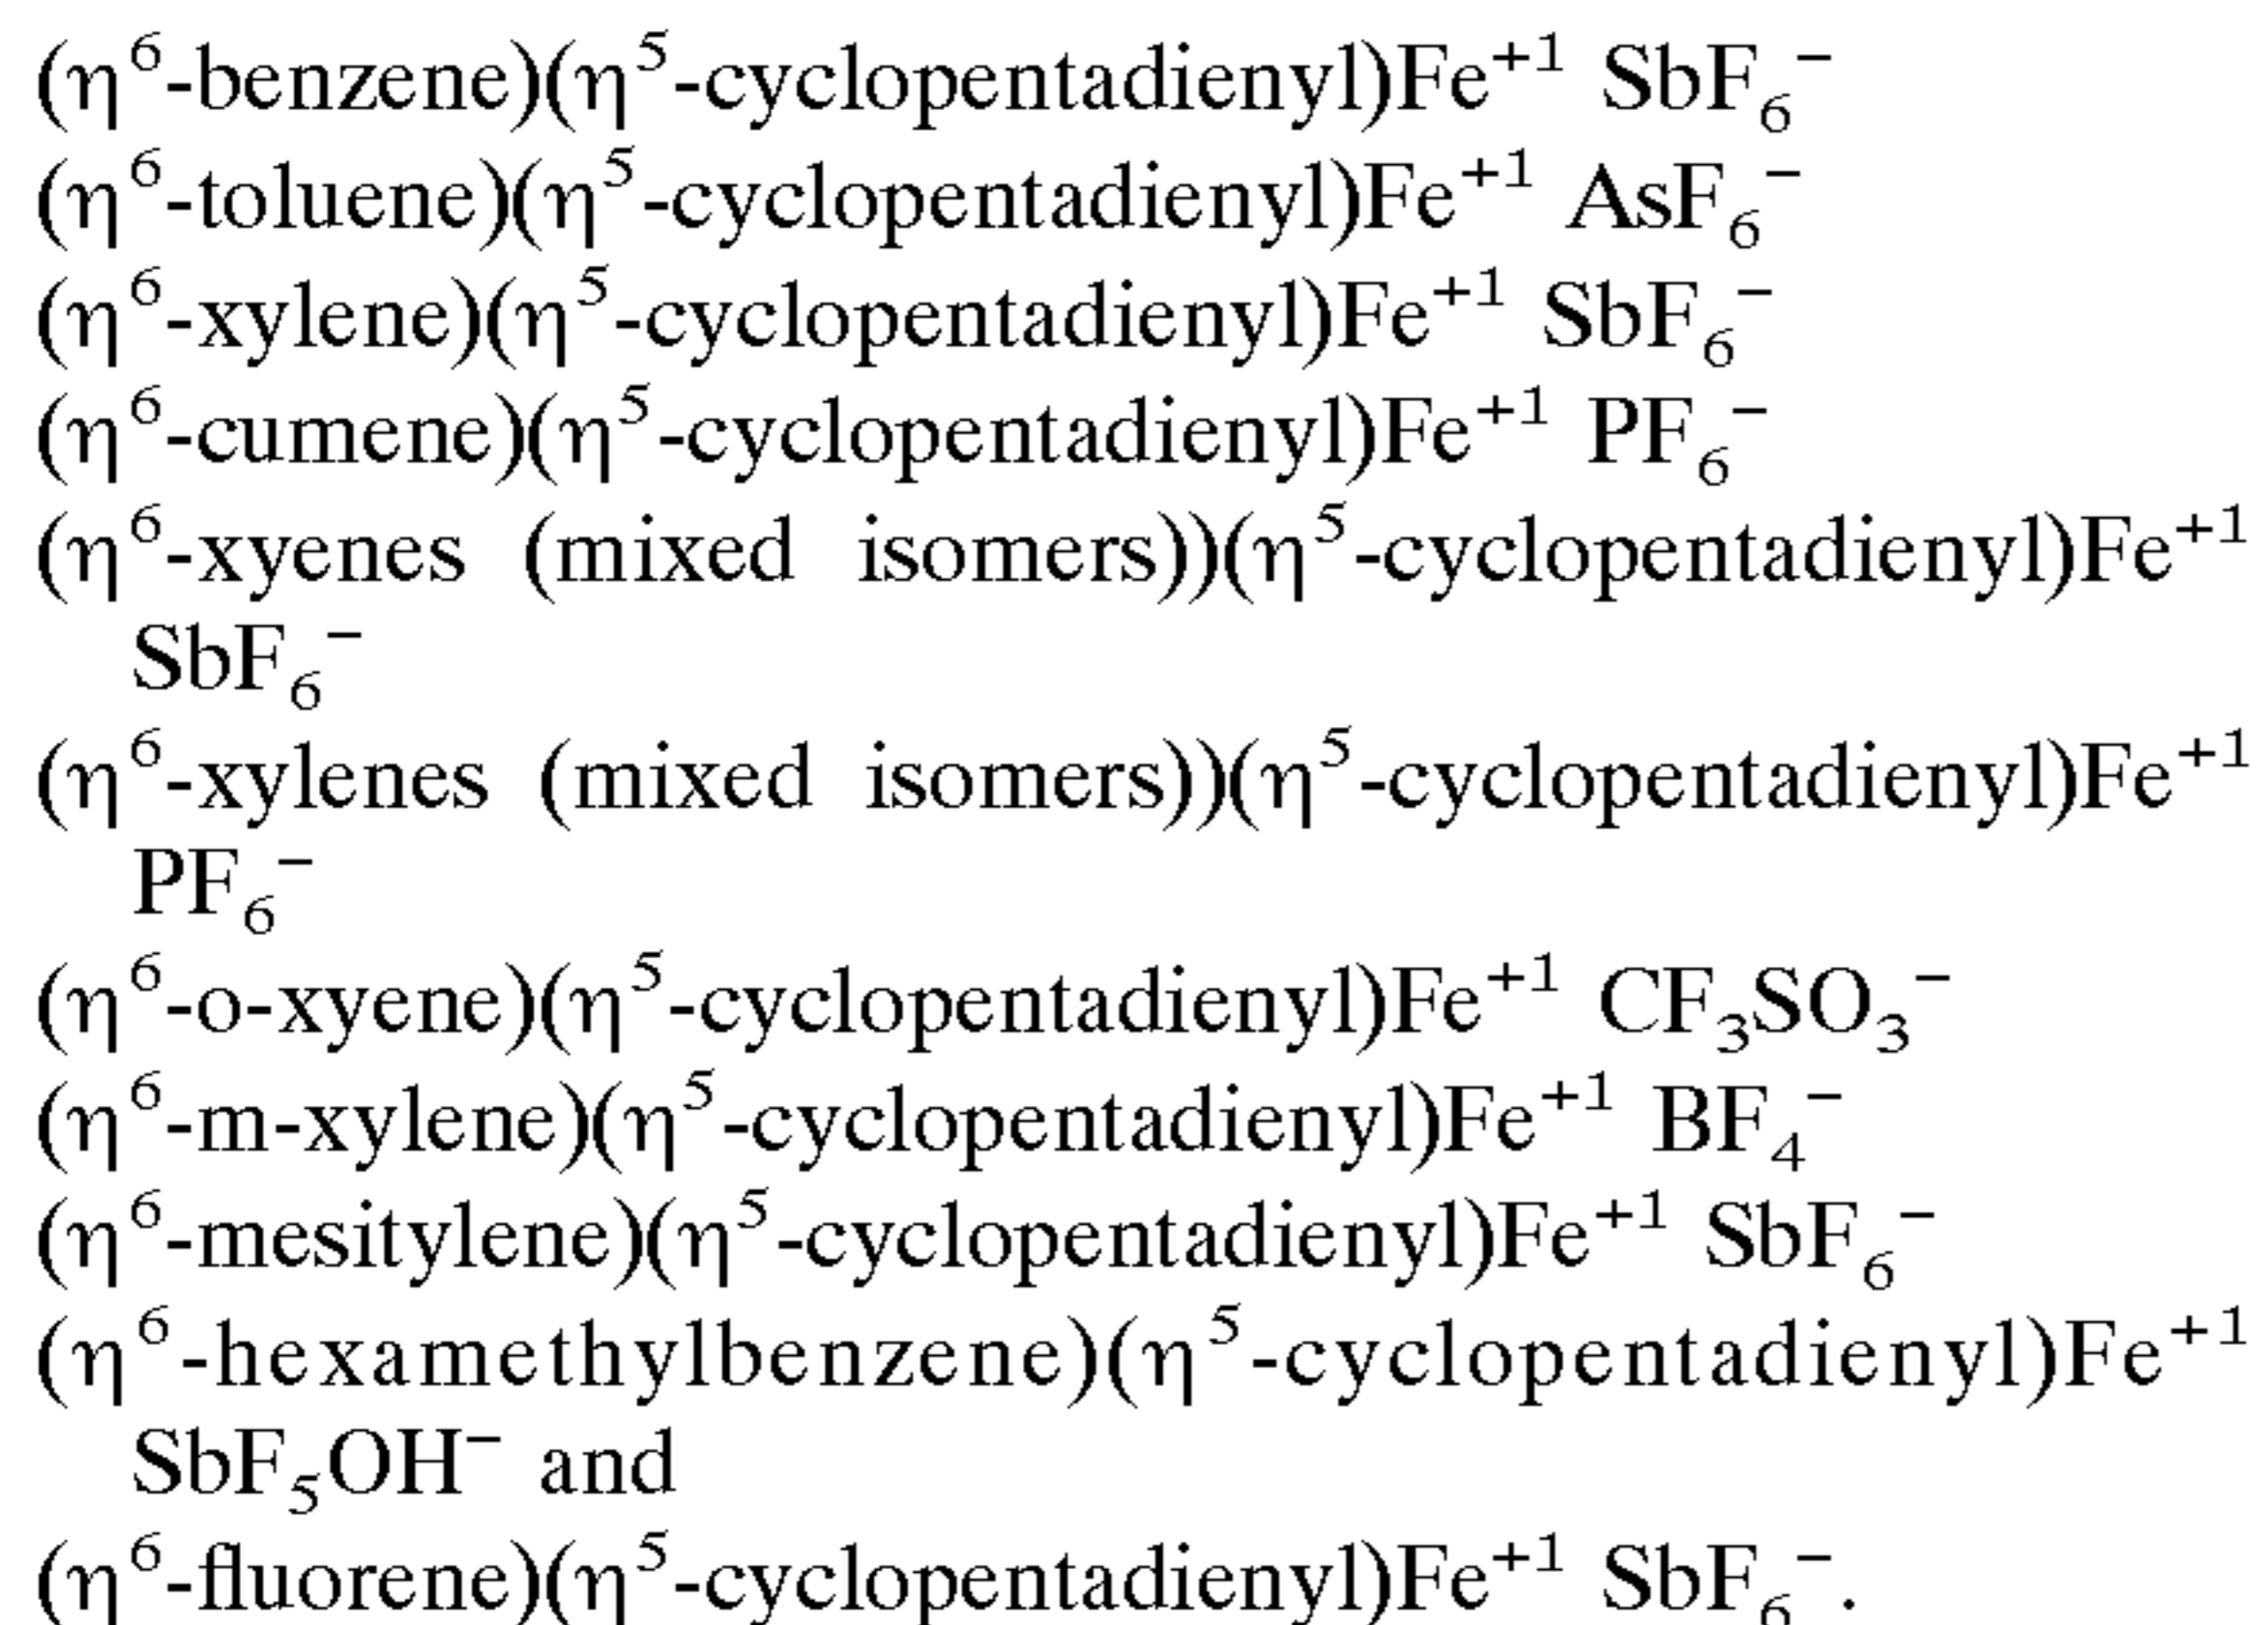 (η⁶-benzene)(η⁵-cyclopentadienyl)Fe⁺¹ SbF₆⁻
(η⁶-toluene)(η⁵-cyclopentadienyl)Fe⁺¹ AsF₆⁻
(η⁶-xylene)(η⁵-cyclopentadienyl)Fe⁺¹ SbF₆⁻
(η⁶-cumene)(η⁵-cyclopentadienyl)Fe⁺¹ PF₆⁻
(η⁶-xyenes (mixed isomers))(η⁵-cyclopentadienyl)Fe⁺¹
SbF₆⁻
(η⁶-xylenes (mixed isomers))(η⁵-cyclopentadienyl)Fe⁺¹
PF₆⁻
(η⁶-o-xyene)(η⁵-cyclopentadienyl)Fe⁺¹ CF₃SO₃⁻
(η⁶-m-xylene)(η⁵-cyclopentadienyl)Fe⁺¹ BF₄⁻
(η⁶-mesitylene)(η⁵-cyclopentadienyl)Fe⁺¹ SbF₆⁻
(η⁶-hexamethylbenzene)(η⁵-cyclopentadienyl)Fe⁺¹
SbF₅OH⁻ and
(η⁶-fluorene)(η⁵-cyclopentadienyl)Fe⁺¹ SbF₆⁻.